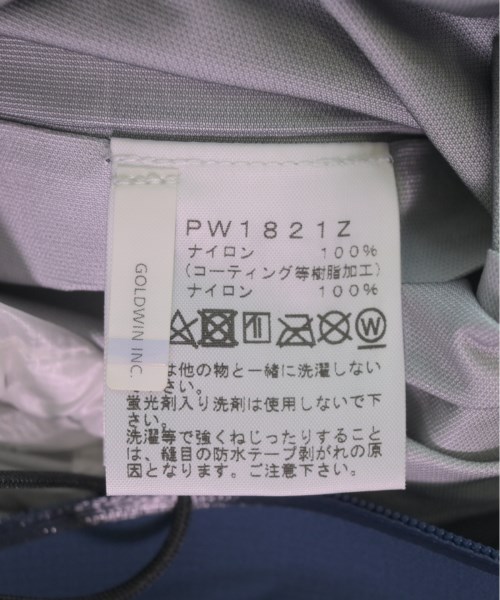 PW1821Z
ナイロン 100%
(コーティング等樹脂加工)
ナイロン 100%
GOLDWIN INC.
W
は他の物と一緒に洗濯しない
さい。
蛍光剤入り洗剤は使用しないで下
さい。
洗濯等で強くねじったりすること
は、縫目の防水テープ剥がれの原
因となります。ご注意下さい。